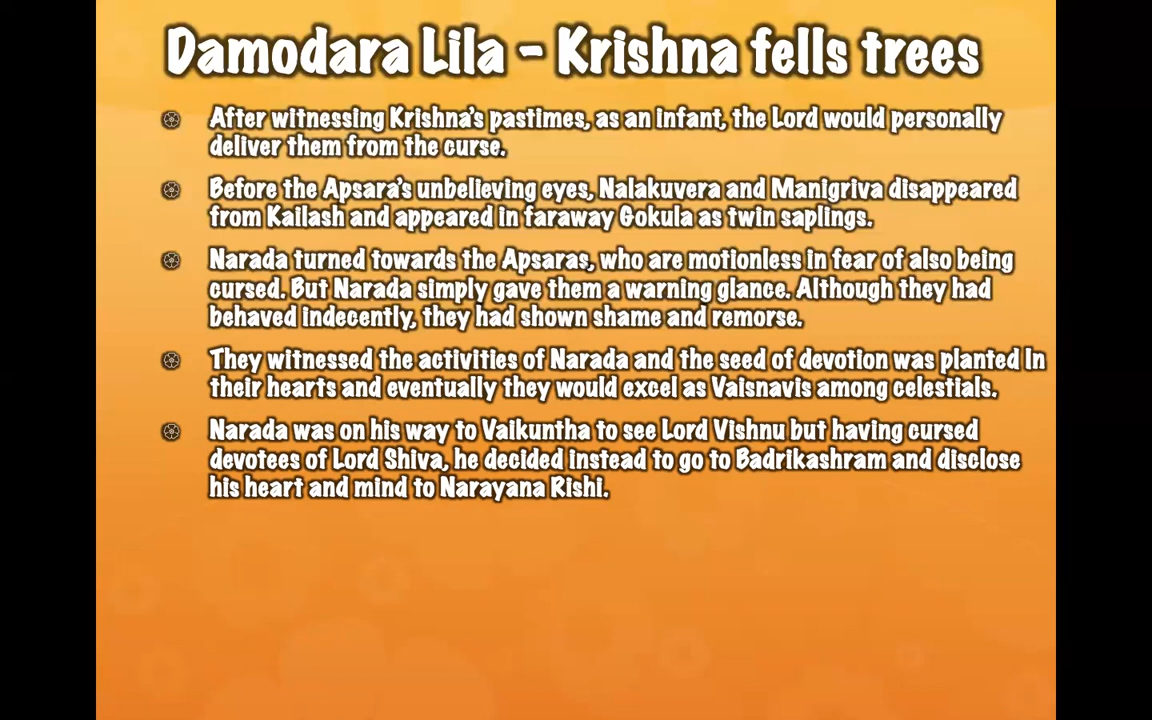 Damodara Lila - Krishna fells trees
After witnessing Krishna's pastimes, as an infant, the Lord would personally
deliver them from the curse.
Before the Apsara's unbelieving eyes, Nalakuvera and Manigriva disappeared
from Kailash and appeared in faraway Gokula as twin saplings.
Narada turned towards the Apsaras, who are motionless in fear of also being
cursed. But Narada simply gave them a warning glance. Although they had
behaved indecently, they had shown shame and remorse.
They witnessed the activities of Narada and the seed of devotion was planted In
their hearts and eventually they would excel as Vaisnavis among celestials.
Narada was on his way to Vaikuntha to see Lord Vishnu but having cursed
devotees of Lord Shiva, he decided instead to go to Badrikashram and disclose
his heart and mind to Narayana Rishi.